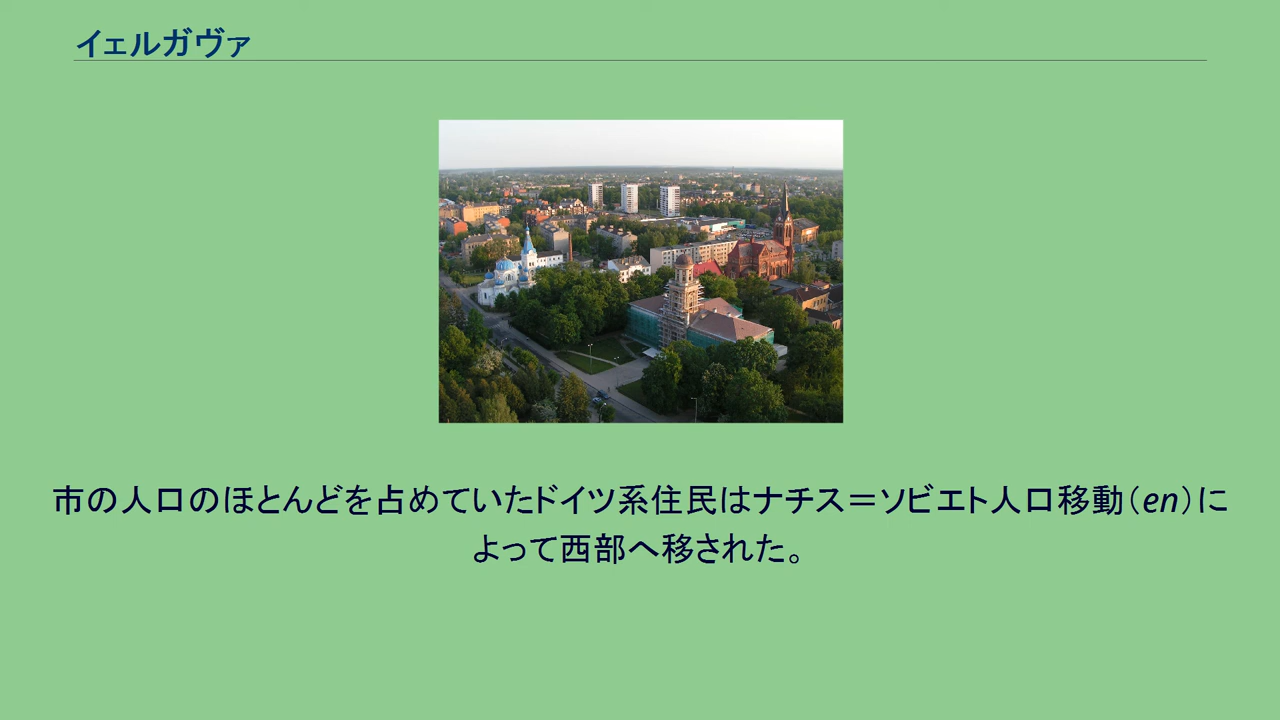 イェルガヴァ
市の人口のほとんどを占めていたドイツ系住民はナチス＝ソビエト人口移動（en）に
よって西部へ移された。